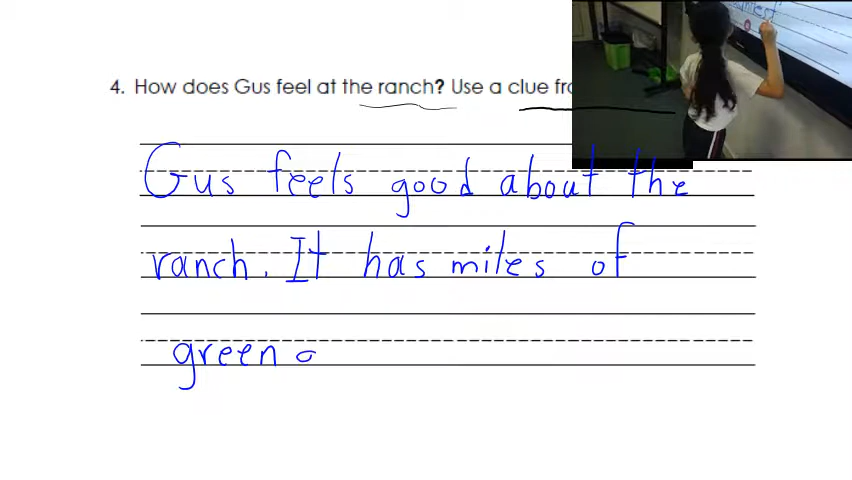 4. How does Gus feel at the ranch? Use a clue
Gus feels good about the
ranch. It has miles of
green